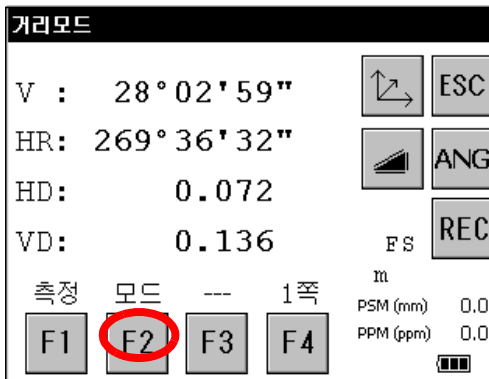 거리모드
V : 28°02'59"
HR: 269°36'32"
HD: 0.072
VD: 0.136
ESC
ANG
REC
FS
m
PSM (mm) 0.0
PPM (ppm) 0.0
측정 모드 --- 1쪽
F1 F2 F3 F4